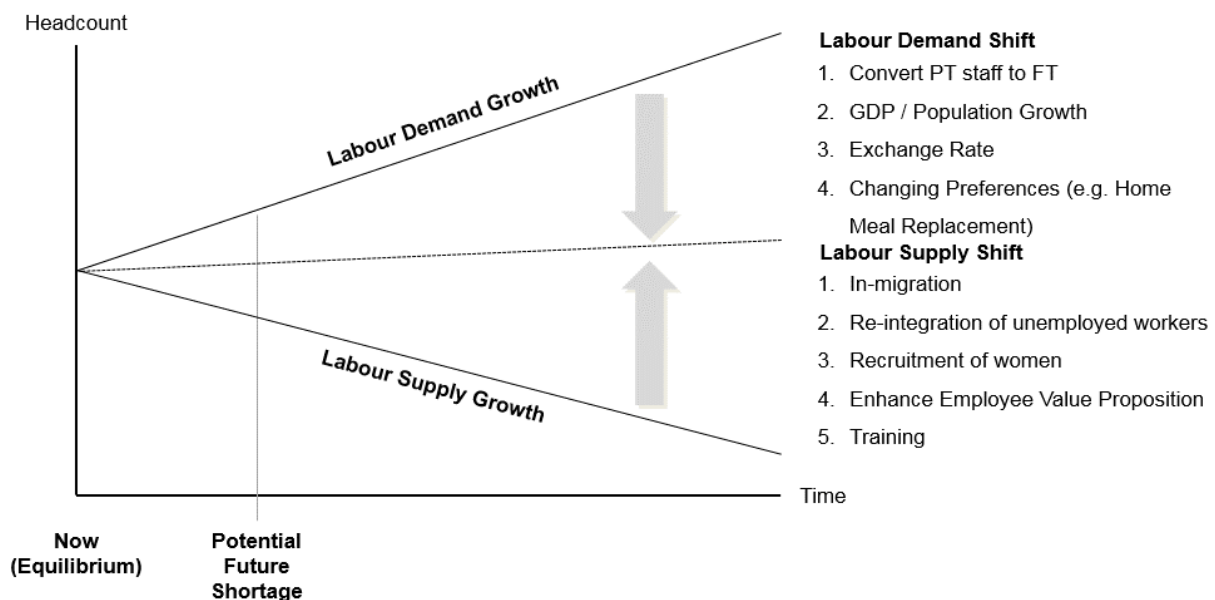 Headcount
Labour Demand Growth
Labour Supply Growth
Time
Now
(Equilibrium)
Potential
Future
Shortage
Labour Demand Shift
1. Convert PT staff to FT
2. GDP / Population Growth
3. Exchange Rate
4. Changing Preferences (e.g. Home
Meal Replacement)
Labour Supply Shift
1. In-migration
2. Re-integration of unemployed workers
3. Recruitment of women
4. Enhance Employee Value Proposition
5. Training